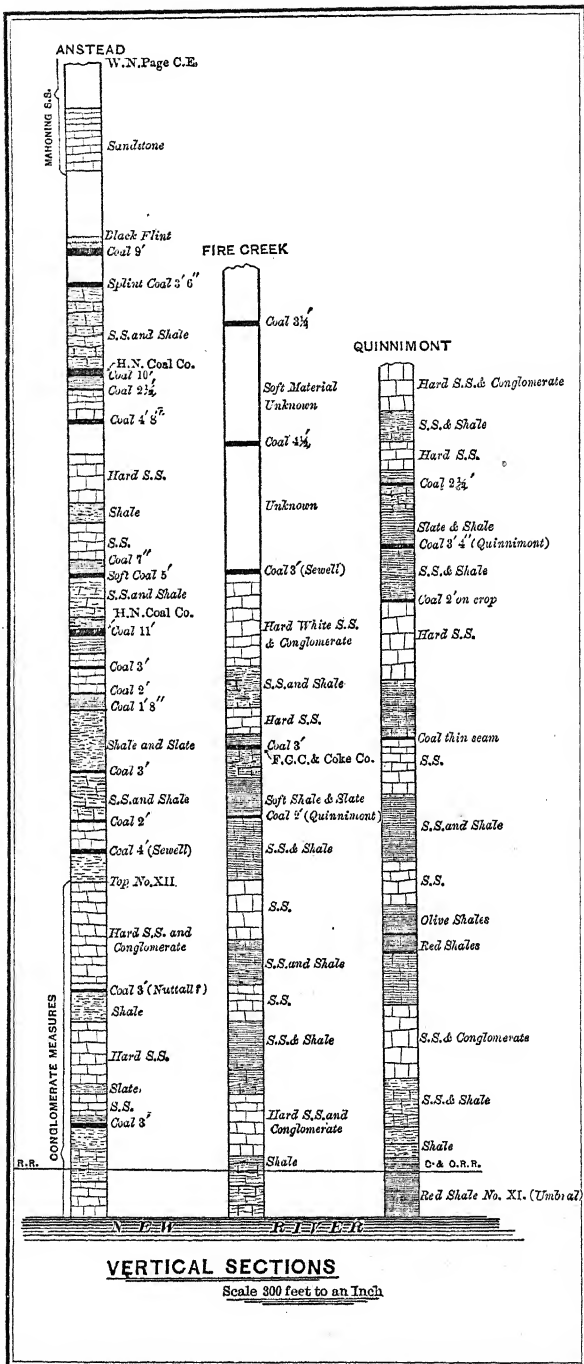 ANSTEAD
W.N.Page C.E.
MAHONING S.S.
Sandstone
Black Flint
Coal 9'
Splint Coal 3' 6"
S.S. and Shale
H.N. Coal Co.
Coal 10'
Coal 2½'
Coal 4' 8"
Hard S.S.
Shale
S.S.
Coal 7"
Soft Coal 5'
S.S. and Shale
H.N. Coal Co.
Coal 11'
Coal 3'
Coal 2'
Coal 1' 8"
Shale and Slate
Coal 3'
S.S. and Shale
Coal 2'
Coal 4' (Sewell)
Top No. XII.
CONGLOMERATE MEASURES
Hard S.S. and
Conglomerate
Coal 3' (Nuttall?)
Shale
Hard S.S.
Slate
S.S.
Coal 3'
R.R.
FIRE CREEK
Coal 3½'
Soft Material
Unknown
Coal 4½'
Unknown
Coal 3' (Sewell)
Hard White S.S.
& Conglomerate
S.S. and Shale
Hard S.S.
Coal 3'
F.G.C. & Coke Co.
Soft Shale & Slate
Coal 2' (Quinnimont)
S.S. & Shale
S.S.
S.S. and Shale
S.S.
S.S. & Shale
Hard S.S. and
Conglomerate
Shale
QUINNIMONT
Hard S.S. & Conglomerate
S.S. & Shale
Hard S.S.
Coal 2½'
Slate & Shale
Coal 3' 4" (Quinnimont)
S.S. & Shale
Coal 2' on crop
Hard S.S.
Coal thin seam
S.S.
S.S. and Shale
S.S.
Olive Shales
Red Shales
S.S. & Conglomerate
S.S. & Shale
Shale
C. & O.R.R.
Red Shale No. XI. (Umbral)
NEW RIVER
VERTICAL SECTIONS
Scale 300 feet to an Inch